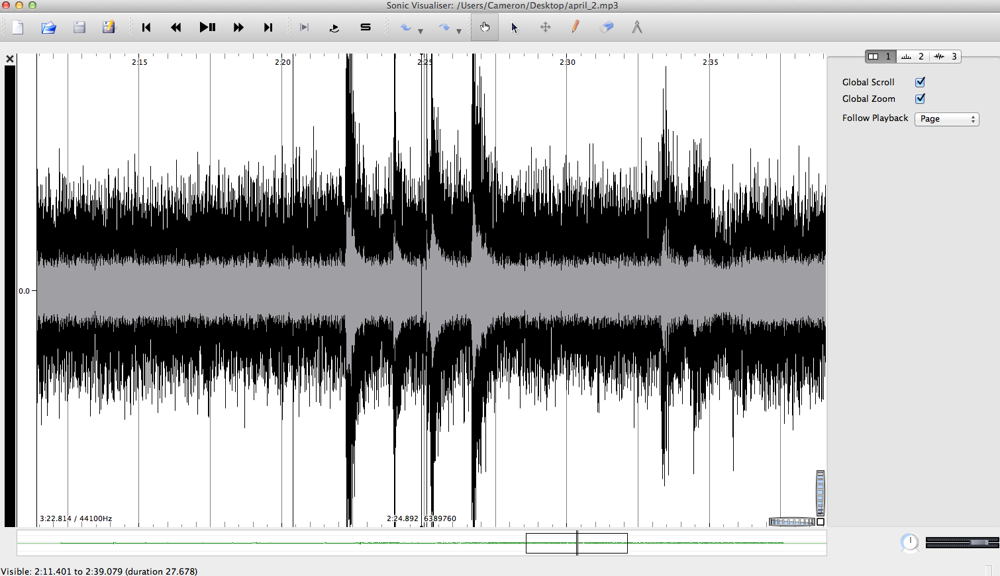 Sonic Visualiser: /Users/Cameron/Desktop/april_2.mp3
1 2 3
2:15 2:20 2:25 2:30 2:35
Global Scroll
Global Zoom
Follow Playback Page
0.0
3:22.814 / 44100Hz 2:24.892 6389760
Visible: 2:11.401 to 2:39.079 (duration 27.678)